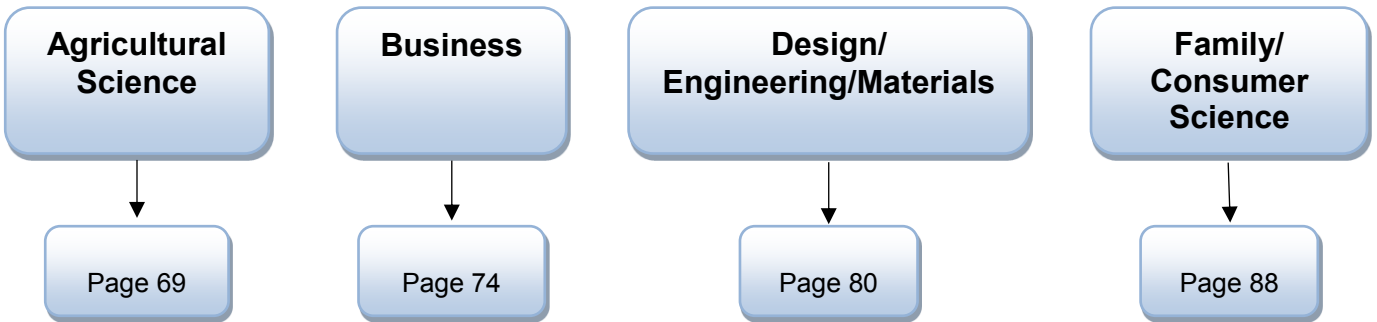 Agricultural
Science
Business
Design/
Engineering/Materials
Family/
Consumer
Science
Page 69
Page 74
Page 80
Page 88